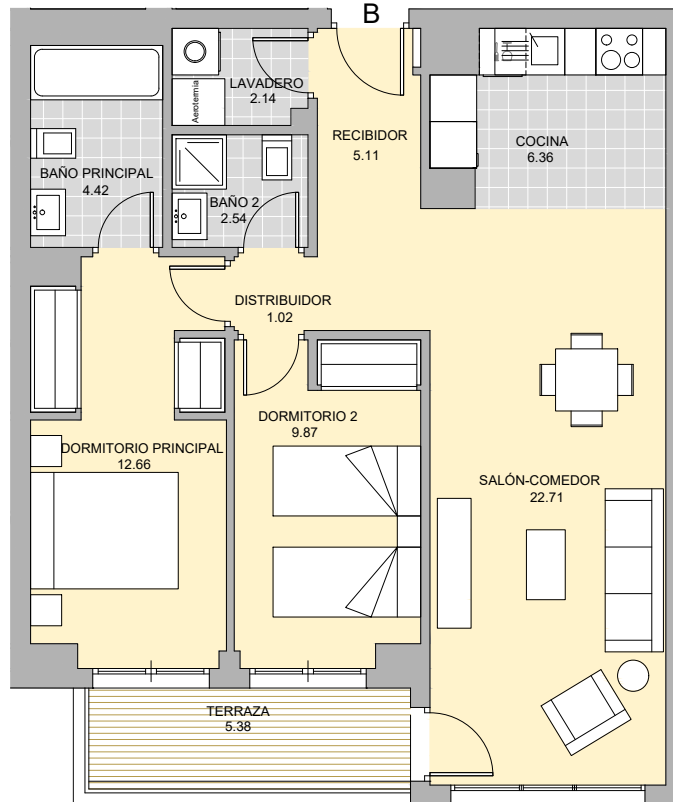 B
LAVADERO
2.14
Aerotermia
RECIBIDOR
5.11
COCINA
6.36
BAÑO PRINCIPAL
4.42
BAÑO 2
2.54
DISTRIBUIDOR
1.02
DORMITORIO 2
9.87
DORMITORIO PRINCIPAL
12.66
SALÓN-COMEDOR
22.71
TERRAZA
5.38